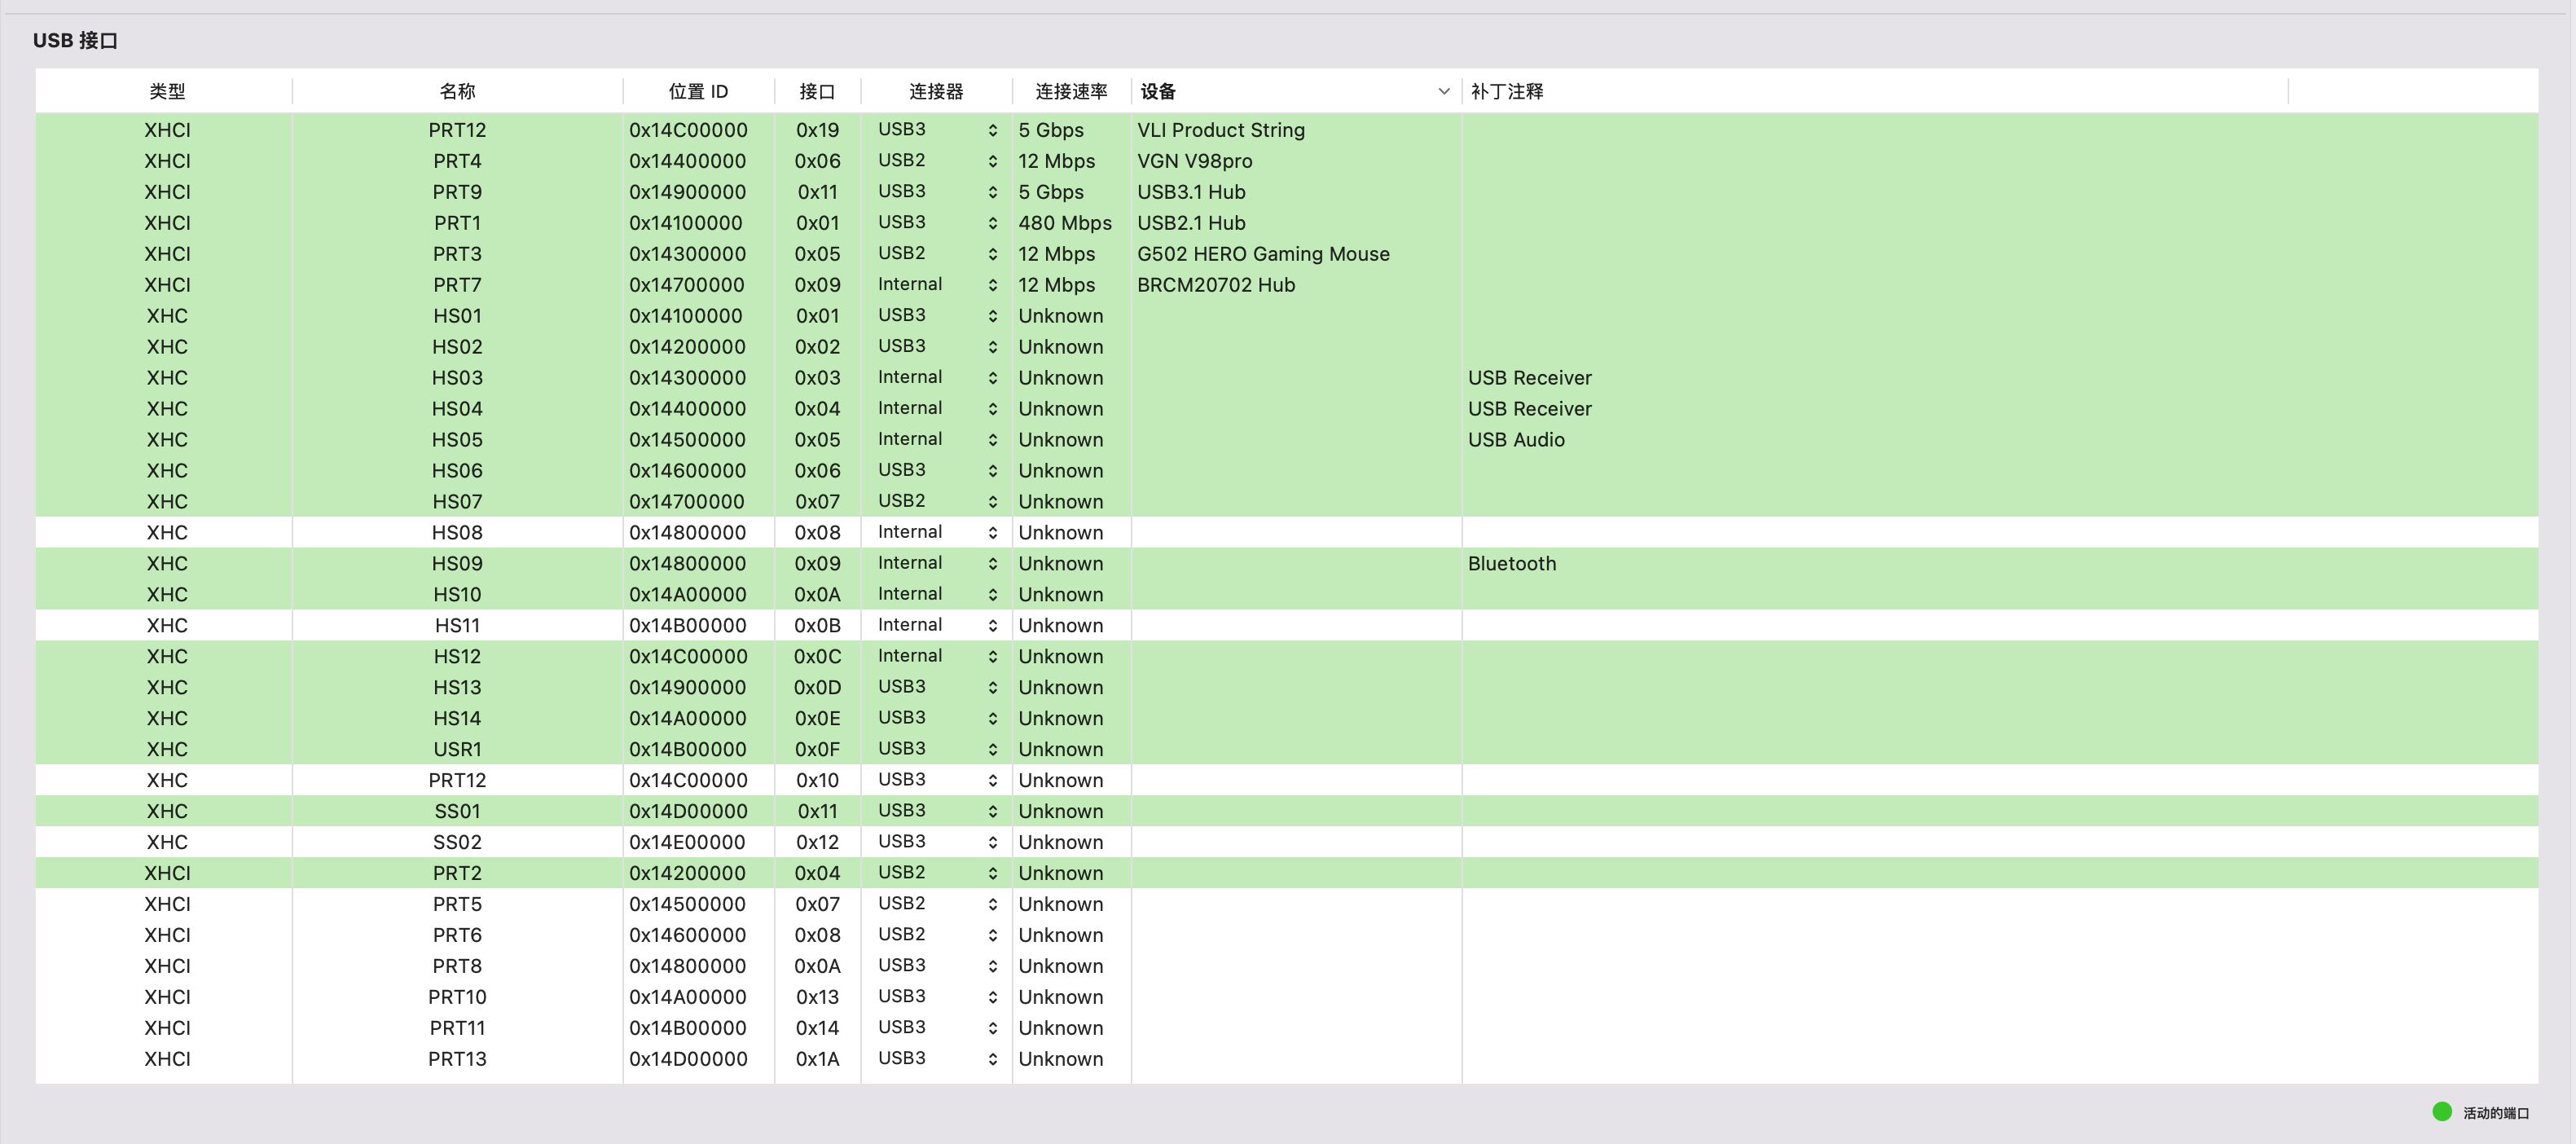 USB 接口
类型 名称 位置 ID 接口 连接器 连接速率 设备 补丁注释
XHCI PRT12 0x14C00000 0x19 USB3 5 Gbps VLI Product String
XHCI PRT4 0x14400000 0x06 USB2 12 Mbps VGN V98pro
XHCI PRT9 0x14900000 0x11 USB3 5 Gbps USB3.1 Hub
XHCI PRT1 0x14100000 0x01 USB3 480 Mbps USB2.1 Hub
XHCI PRT3 0x14300000 0x05 USB2 12 Mbps G502 HERO Gaming Mouse
XHCI PRT7 0x14700000 0x09 Internal 12 Mbps BRCM20702 Hub
XHC HS01 0x14100000 0x01 USB3 Unknown
XHC HS02 0x14200000 0x02 USB3 Unknown
XHC HS03 0x14300000 0x03 Internal Unknown USB Receiver
XHC HS04 0x14400000 0x04 Internal Unknown USB Receiver
XHC HS05 0x14500000 0x05 Internal Unknown USB Audio
XHC HS06 0x14600000 0x06 USB3 Unknown
XHC HS07 0x14700000 0x07 USB2 Unknown
XHC HS08 0x14800000 0x08 Internal Unknown
XHC HS09 0x14800000 0x09 Internal Unknown Bluetooth
XHC HS10 0x14A00000 0x0A Internal Unknown
XHC HS11 0x14B00000 0x0B Internal Unknown
XHC HS12 0x14C00000 0x0C Internal Unknown
XHC HS13 0x14900000 0x0D USB3 Unknown
XHC HS14 0x14A00000 0x0E USB3 Unknown
XHC USR1 0x14B00000 0x0F USB3 Unknown
XHC PRT12 0x14C00000 0x10 USB3 Unknown
XHC SS01 0x14D00000 0x11 USB3 Unknown
XHC SS02 0x14E00000 0x12 USB3 Unknown
XHCI PRT2 0x14200000 0x04 USB2 Unknown
XHCI PRT5 0x14500000 0x07 USB2 Unknown
XHCI PRT6 0x14600000 0x08 USB2 Unknown
XHCI PRT8 0x14800000 0x0A USB3 Unknown
XHCI PRT10 0x14A00000 0x13 USB3 Unknown
XHCI PRT11 0x14B00000 0x14 USB3 Unknown
XHCI PRT13 0x14D00000 0x1A USB3 Unknown
活动的端口